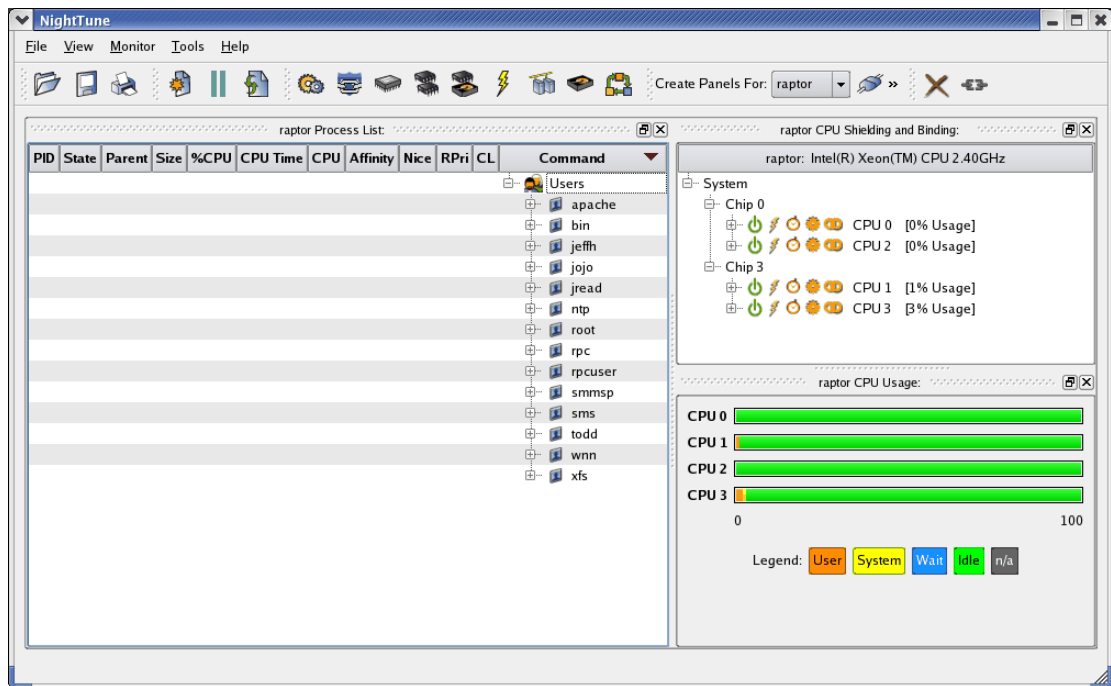 NightTune
File View Monitor Tools Help
Create Panels For: raptor »
raptor Process List:
PID State Parent Size %CPU CPU Time CPU Affinity Nice RPri CL Command
Users
apache
bin
jeffh
jojo
jread
ntp
root
rpc
rpcuser
smmsp
sms
todd
wnn
xfs
raptor CPU Shielding and Binding:
raptor: Intel(R) Xeon(TM) CPU 2.40GHz
System
Chip 0
CPU 0 [0% Usage]
CPU 2 [0% Usage]
Chip 3
CPU 1 [1% Usage]
CPU 3 [3% Usage]
raptor CPU Usage:
CPU 0
CPU 1
CPU 2
CPU 3
0 100
Legend: User System Wait Idle n/a